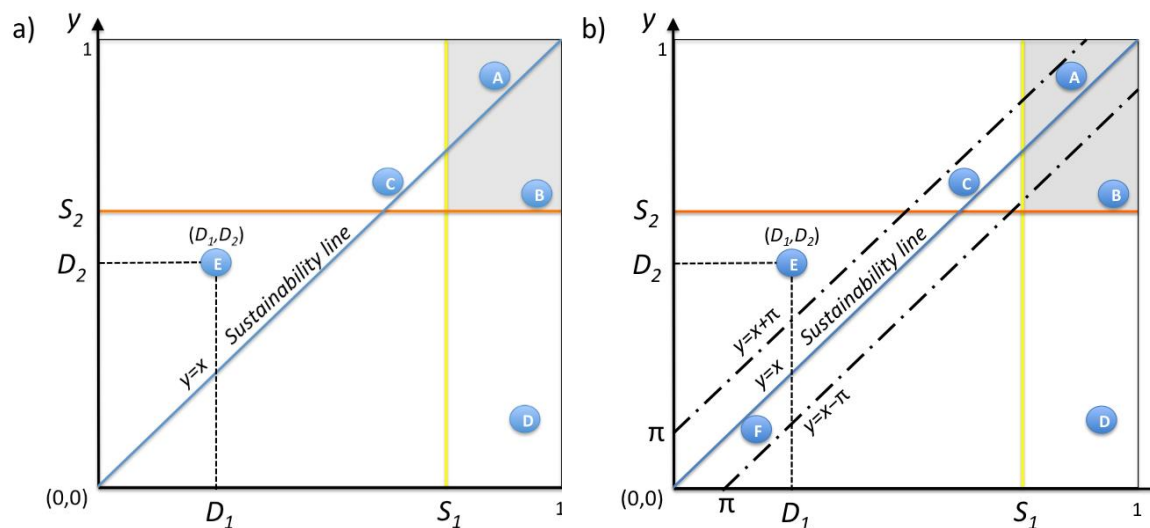 a)
y
1
A
C
B
S₂
(D₁,D₂)
E
D₂
Sustainability line
y=x
D
(0,0)
D₁
S₁
1
b)
y
1
A
C
B
S₂
(D₁,D₂)
E
D₂
y=x+π
Sustainability line
y=x
y=x−π
F
D
π
(0,0)
π
D₁
S₁
1